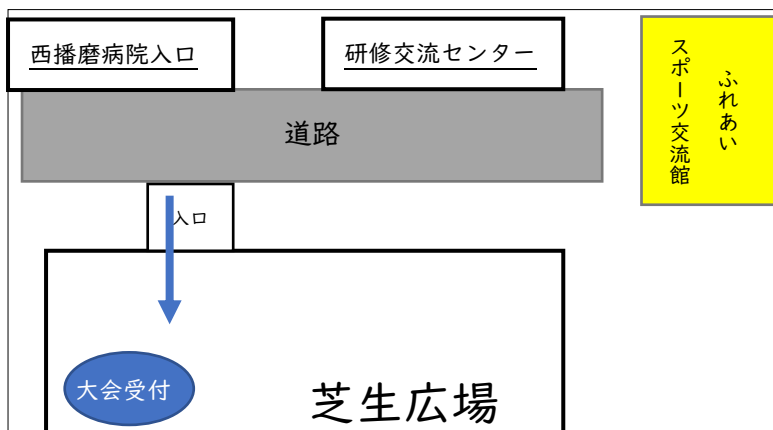 西播磨病院入口
研修交流センター
ふれあい
スポーツ交流館
道路
入口
大会受付
芝生広場